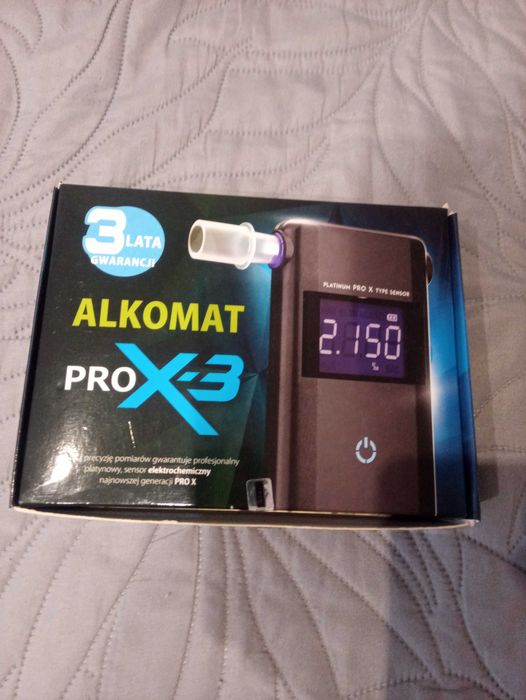 3 LATA
GWARANCJI
ALKOMAT
PRO X-3
precyzję pomiarów gwarantuje profesjonalny
platynowy, sensor elektrochemiczny
najnowszej generacji PRO X
PLATINUM PRO X TYPE SENSOR
2.150
‰